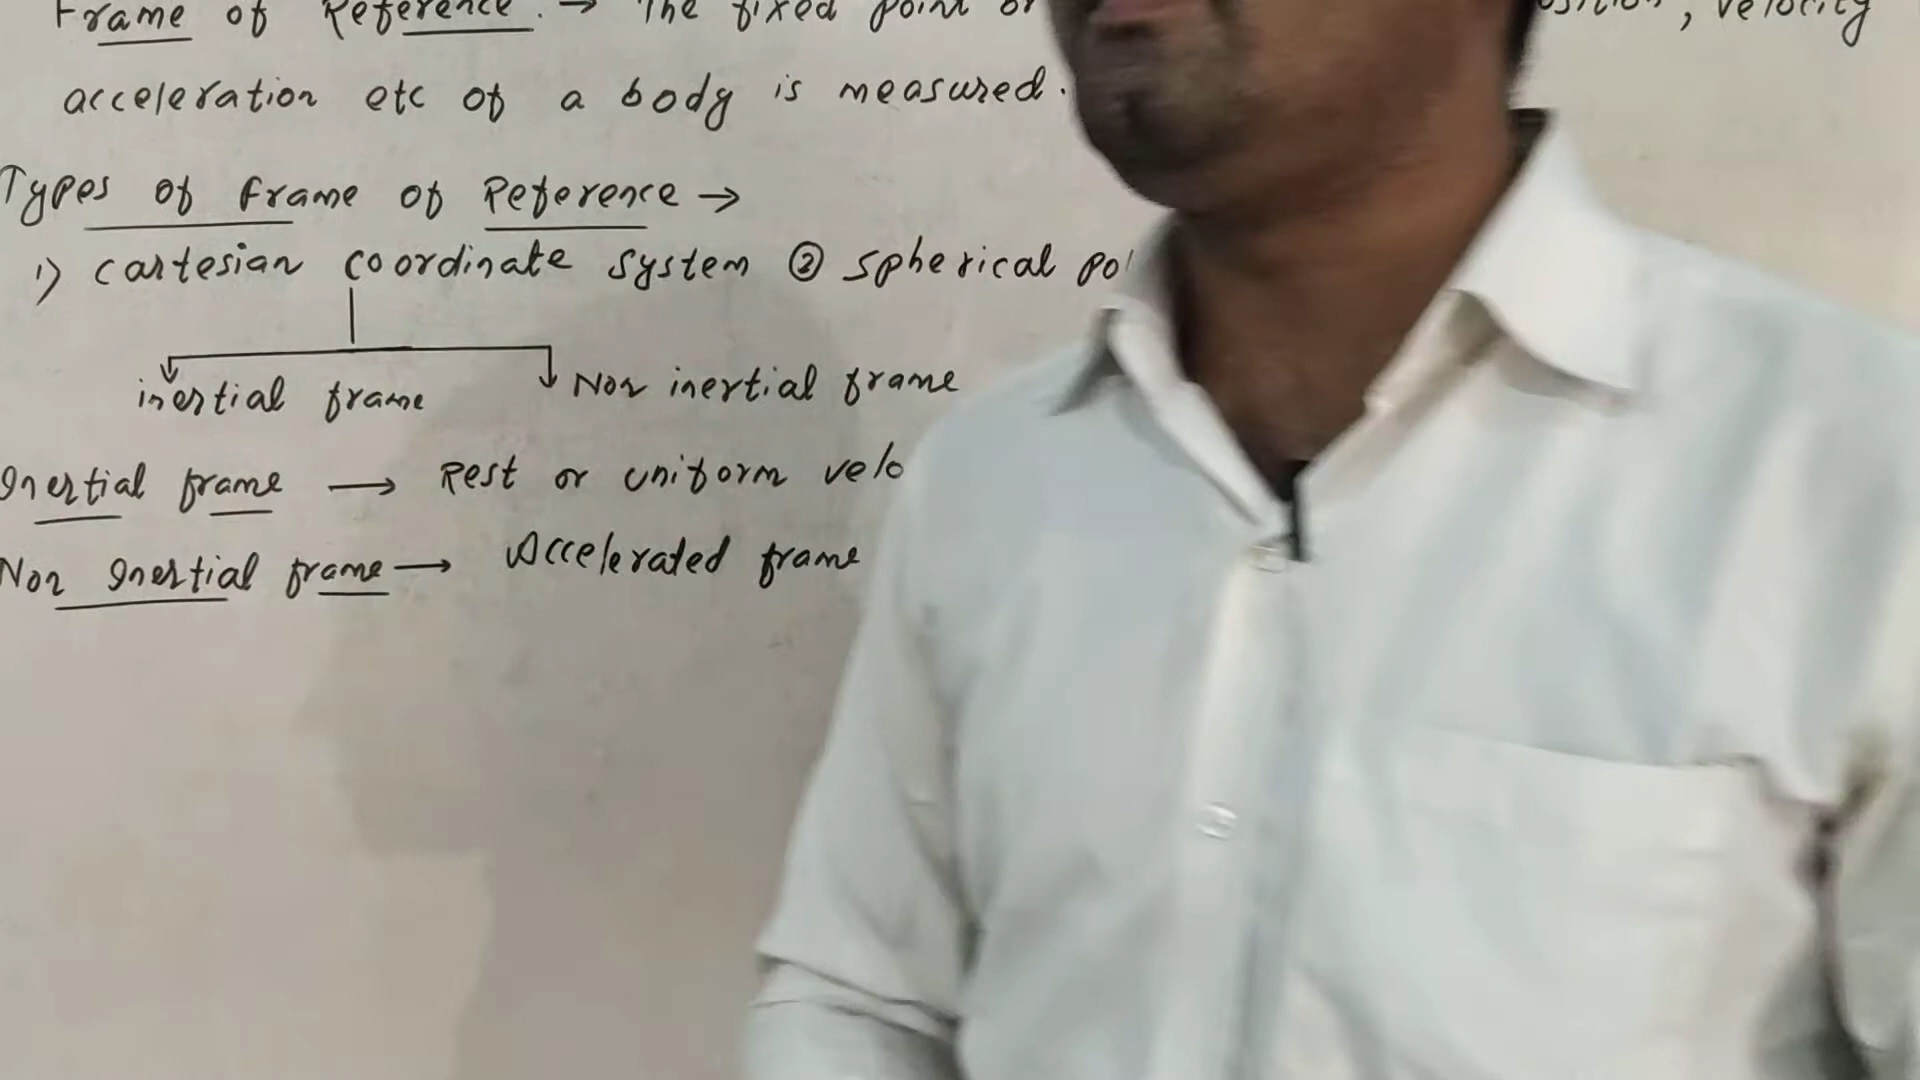 Frame of Reference. → The fixed point or , velocity
acceleration etc of a body is measured.
Types of Frame of Reference →
1) Cartesian Coordinate System ② Spherical
inertial frame Non inertial frame
Inertial frame → Rest or uniform
Non Inertial frame → Accelerated frame